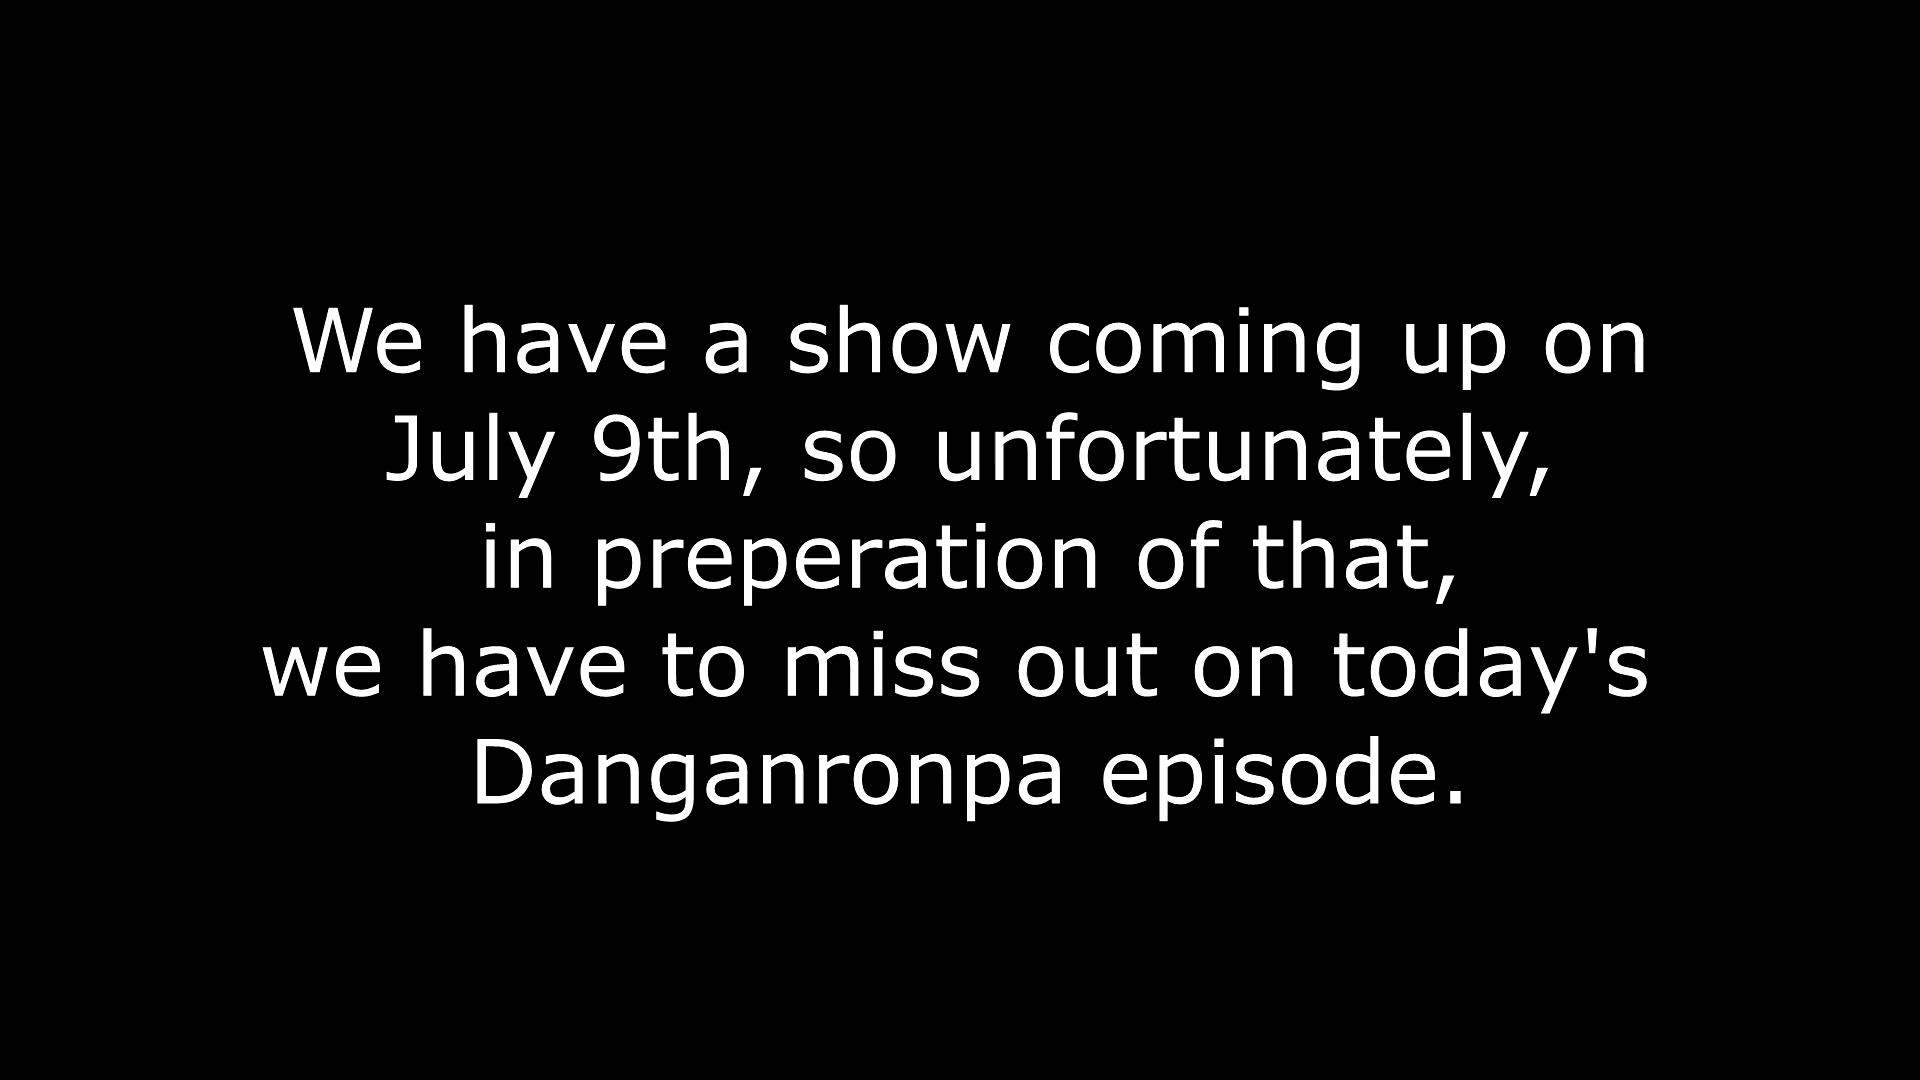 We have a show coming up on
July 9th, so unfortunately,
in preperation of that,
we have to miss out on today's
Danganronpa episode.